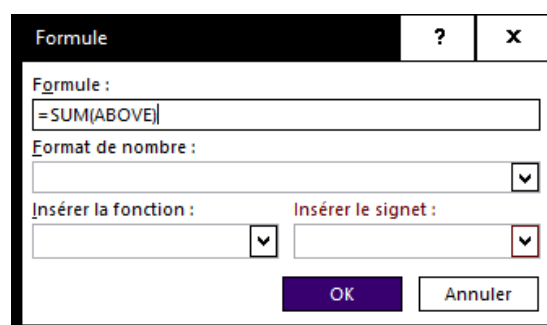 Formule ? x
Formule :
=SUM(ABOVE)
Format de nombre :
Insérer la fonction : Insérer le signet :
OK Annuler